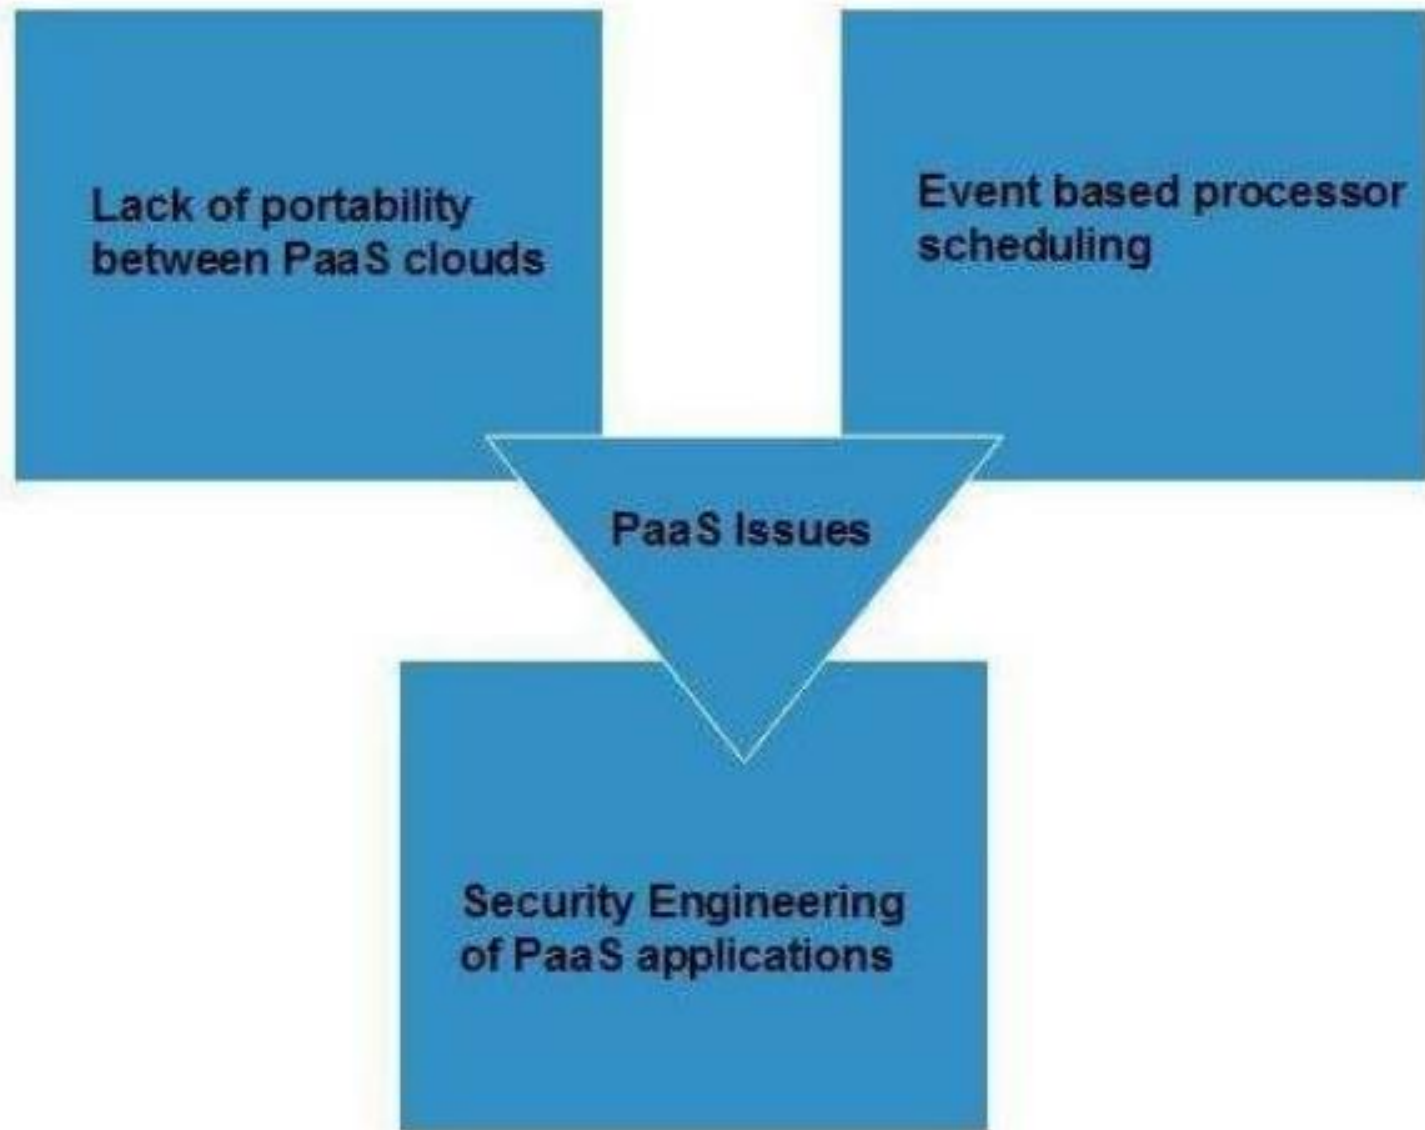 Lack of portability
between PaaS clouds
Event based processor
scheduling
PaaS Issues
Security Engineering
of PaaS applications